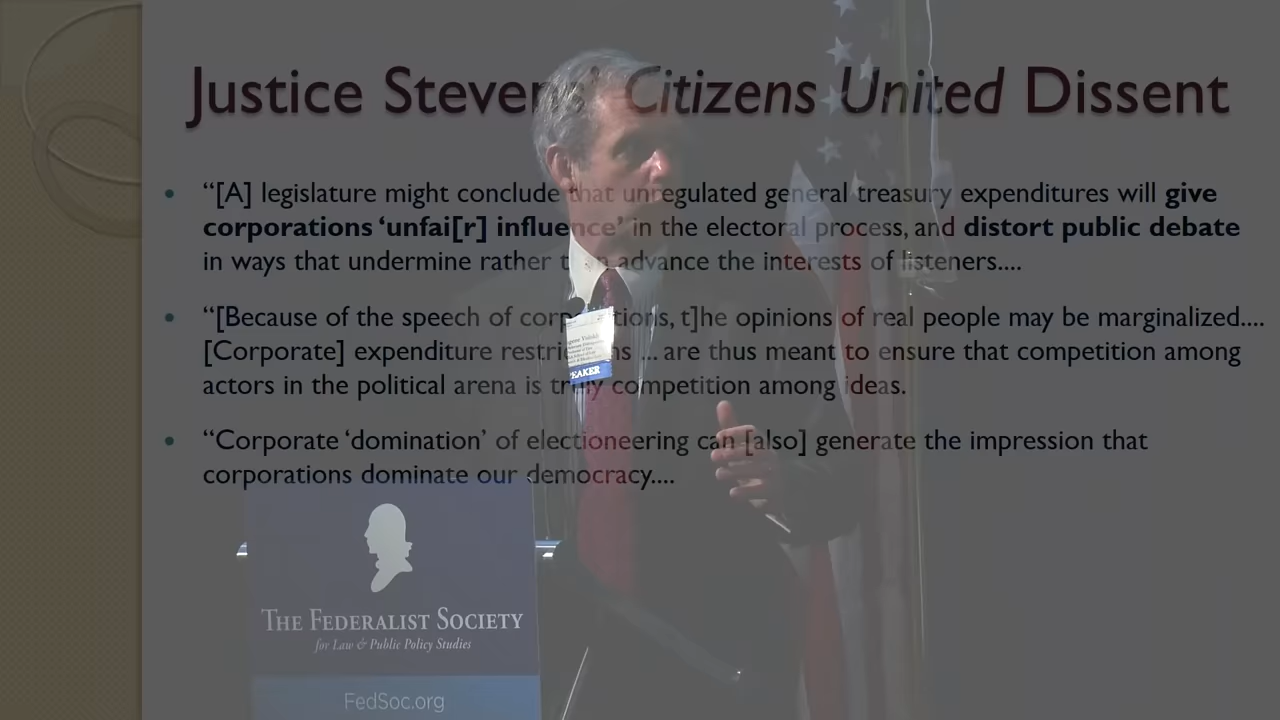 Justice Stevens' Citizens United Dissent
“[A] legislature might conclude that unregulated general treasury expenditures will give
corporations ‘unfai[r] influence’ in the electoral process, and distort public debate
in ways that undermine rather than advance the interests of listeners....
“[Because of the speech of corporations, t]he opinions of real people may be marginalized....
[Corporate] expenditure restrictions ... are thus meant to ensure that competition among
actors in the political arena is truly competition among ideas.
“Corporate ‘domination’ of electioneering can [also] generate the impression that
corporations dominate our democracy....
SPEAKER
THE FEDERALIST SOCIETY
for Law & Public Policy Studies
FedSoc.org